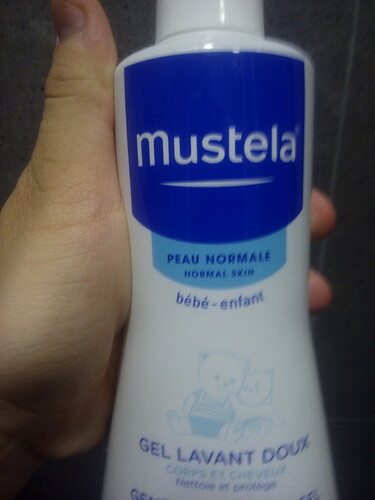 mustela®
PEAU NORMALE
NORMAL SKIN
bébé-enfant
GEL LAVANT DOUX
CORPS ET CHEVEUX
Nettoie et protège